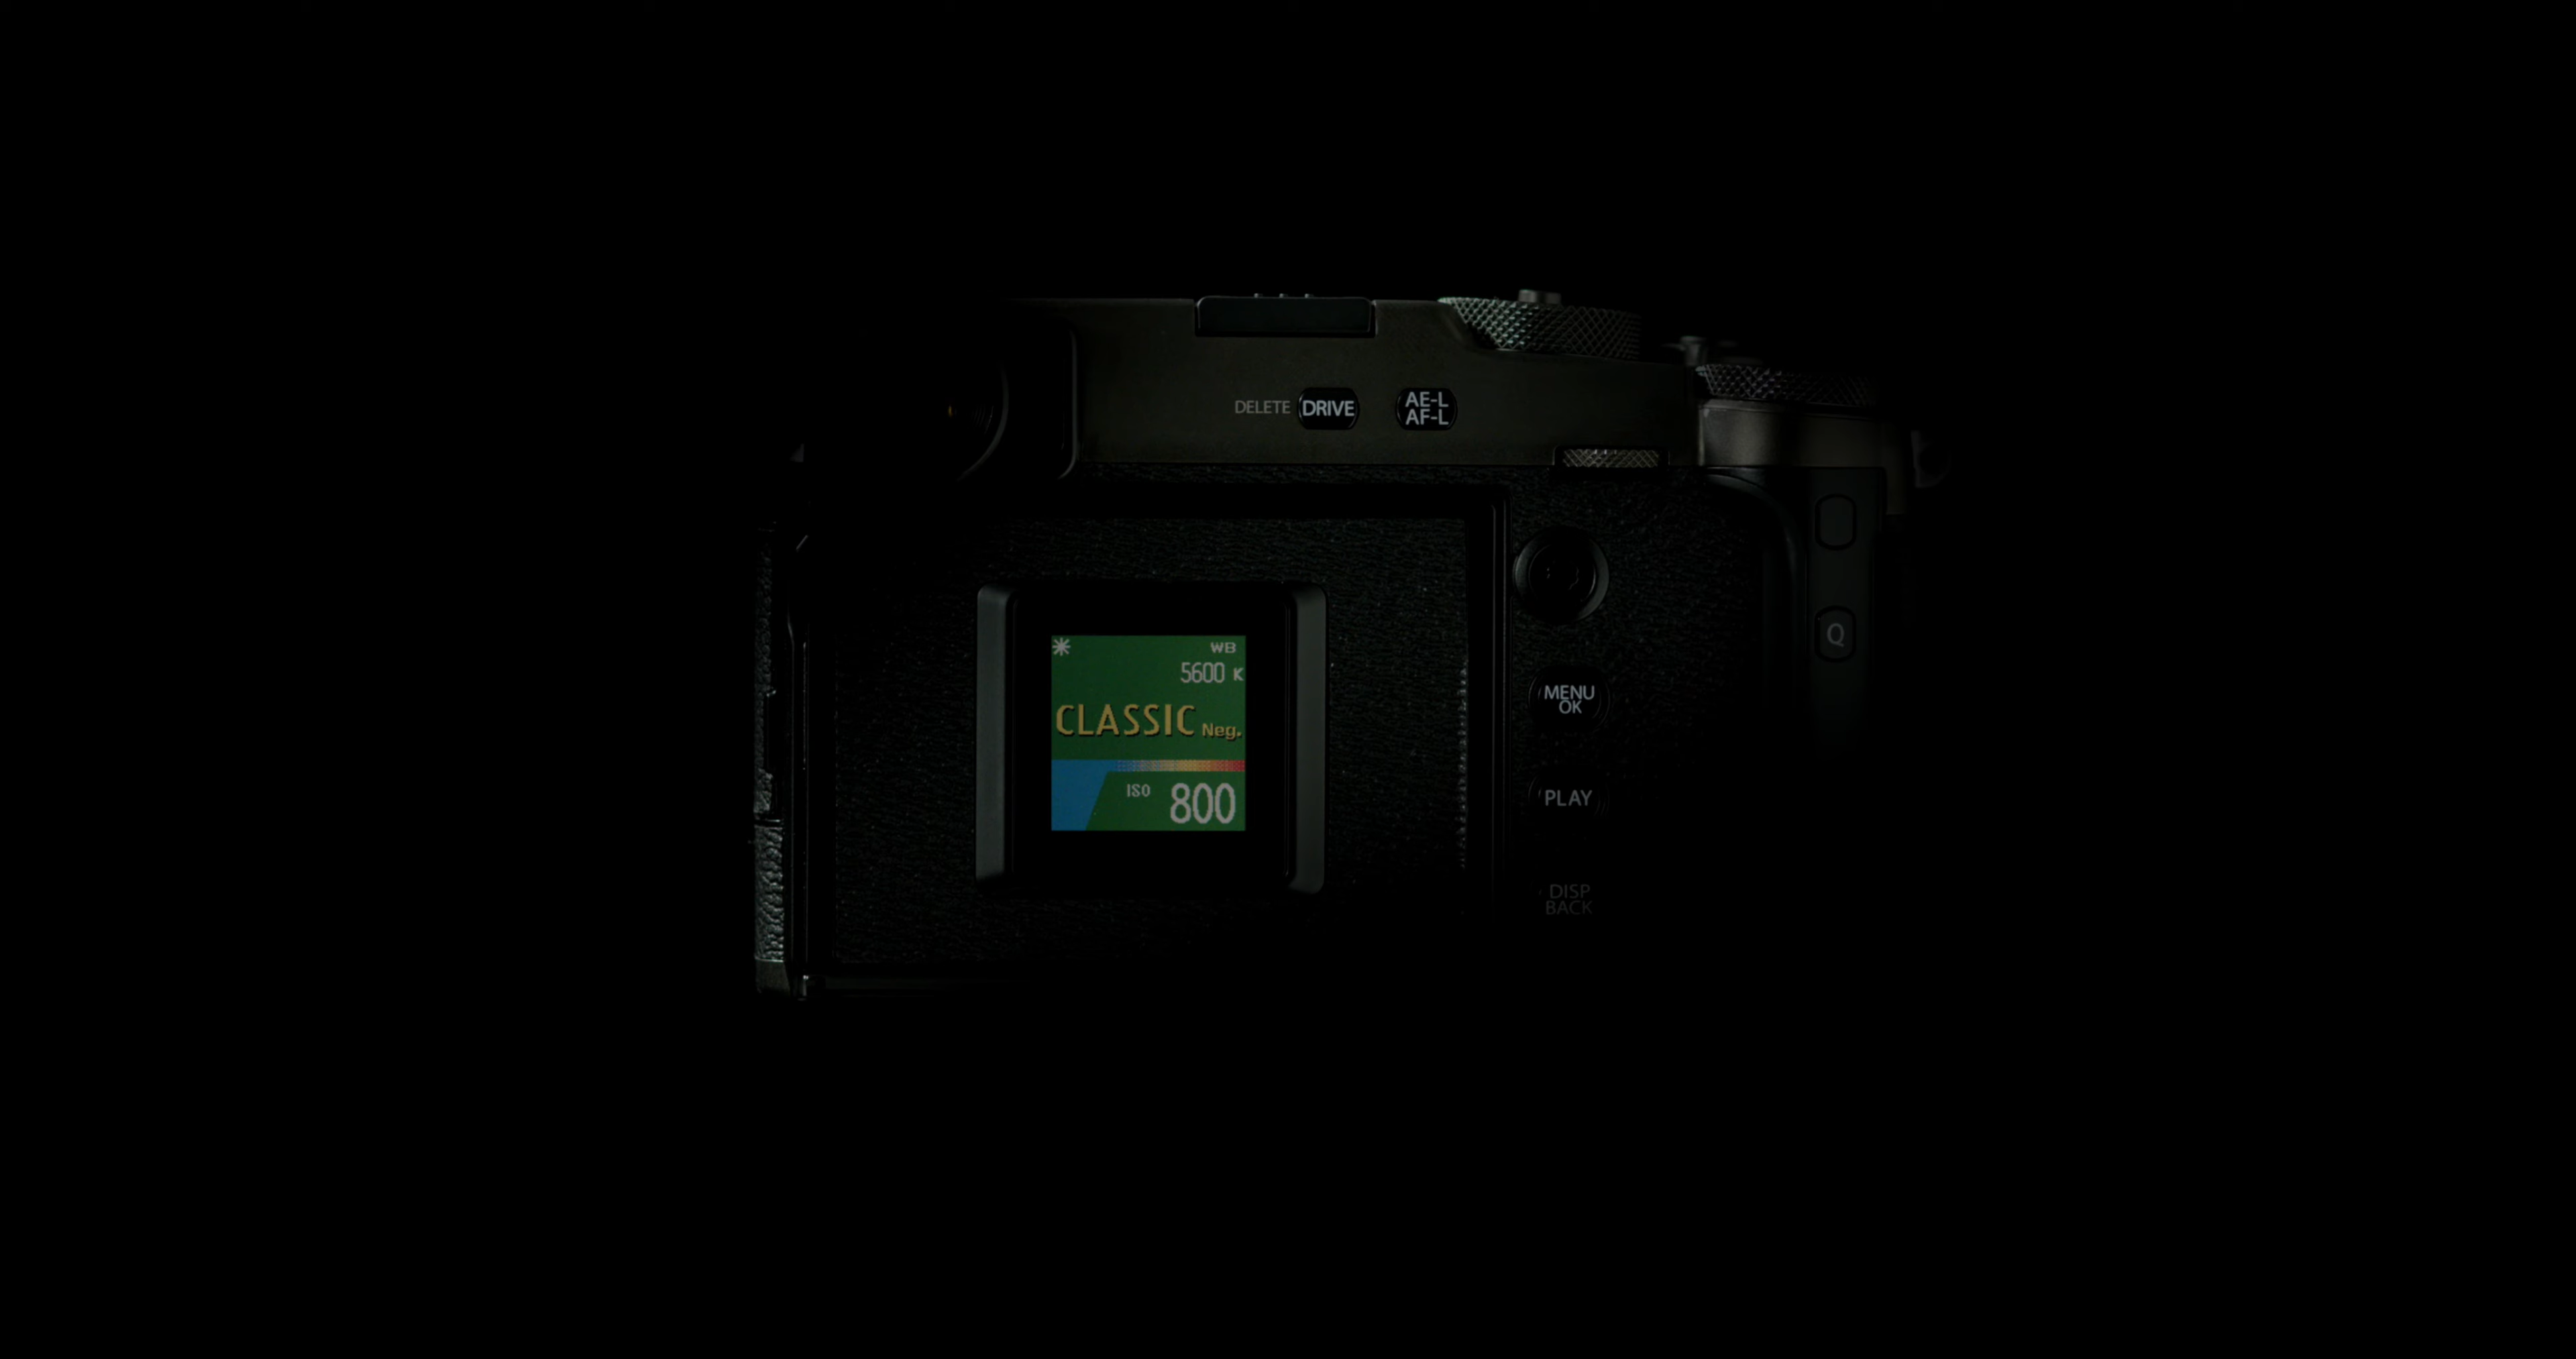 DELETE DRIVE AE-L
AF-L
Q
WB
5600 K
CLASSIC Neg.
ISO 800
MENU
OK
PLAY
DISP
BACK